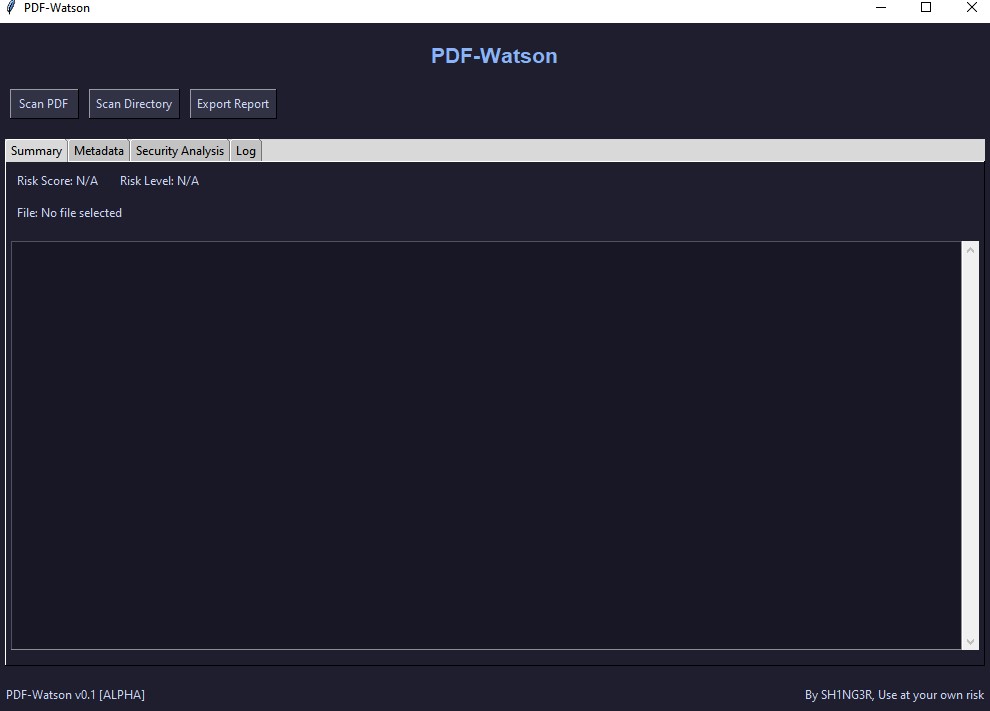 PDF-Watson
PDF-Watson
Scan PDF Scan Directory Export Report
Summary Metadata Security Analysis Log
Risk Score: N/A Risk Level: N/A
File: No file selected
PDF-Watson v0.1 [ALPHA] By SH1NG3R, Use at your own risk